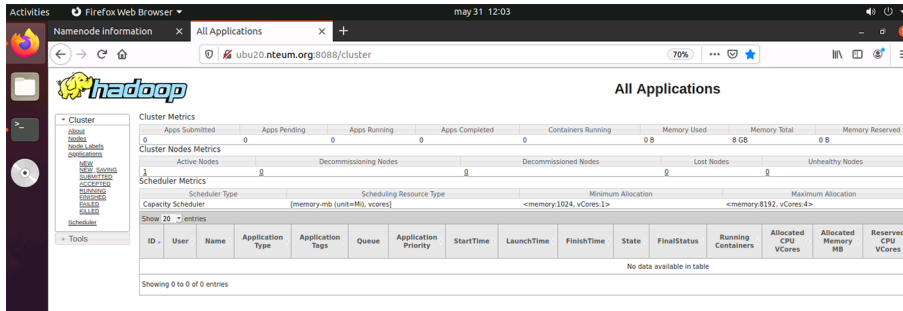 Activities Firefox Web Browser may 31 12:03
Namenode information × All Applications × +
ubu20.nteum.org:8088/cluster 70%
hadoop All Applications
Cluster
About
Nodes
Node Labels
Applications
NEW
NEW_SAVING
SUBMITTED
ACCEPTED
RUNNING
FINISHED
FAILED
KILLED
Scheduler
Tools
Cluster Metrics
Apps Submitted Apps Pending Apps Running Apps Completed Containers Running Memory Used Memory Total Memory Reserved
0 0 0 0 0 0 B 8 GB 0 B
Cluster Nodes Metrics
Active Nodes Decommissioning Nodes Decommissioned Nodes Lost Nodes Unhealthy Nodes
1 0 0 0 0
Scheduler Metrics
Scheduler Type Scheduling Resource Type Minimum Allocation Maximum Allocation
Capacity Scheduler [memory-mb (unit=Mi), vcores] <memory:1024, vCores:1> <memory:8192, vCores:4>
Show 20 entries
ID User Name Application Type Application Tags Queue Application Priority StartTime LaunchTime FinishTime State FinalStatus Running Containers Allocated CPU VCores Allocated Memory MB Reserved CPU VCores
No data available in table
Showing 0 to 0 of 0 entries